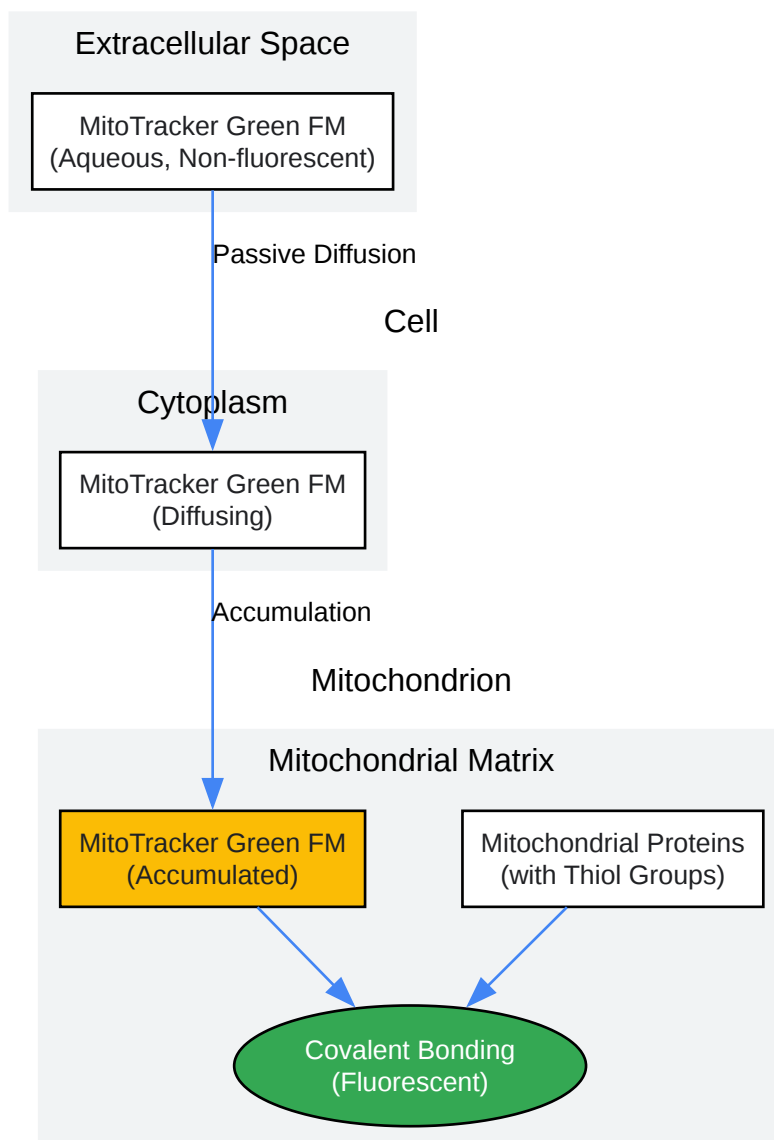 Extracellular Space
MitoTracker Green FM
(Aqueous, Non-fluorescent)
Passive Diffusion
Cell
Cytoplasm
MitoTracker Green FM
(Diffusing)
Accumulation
Mitochondrion
Mitochondrial Matrix
MitoTracker Green FM
(Accumulated)
Mitochondrial Proteins
(with Thiol Groups)
Covalent Bonding
(Fluorescent)